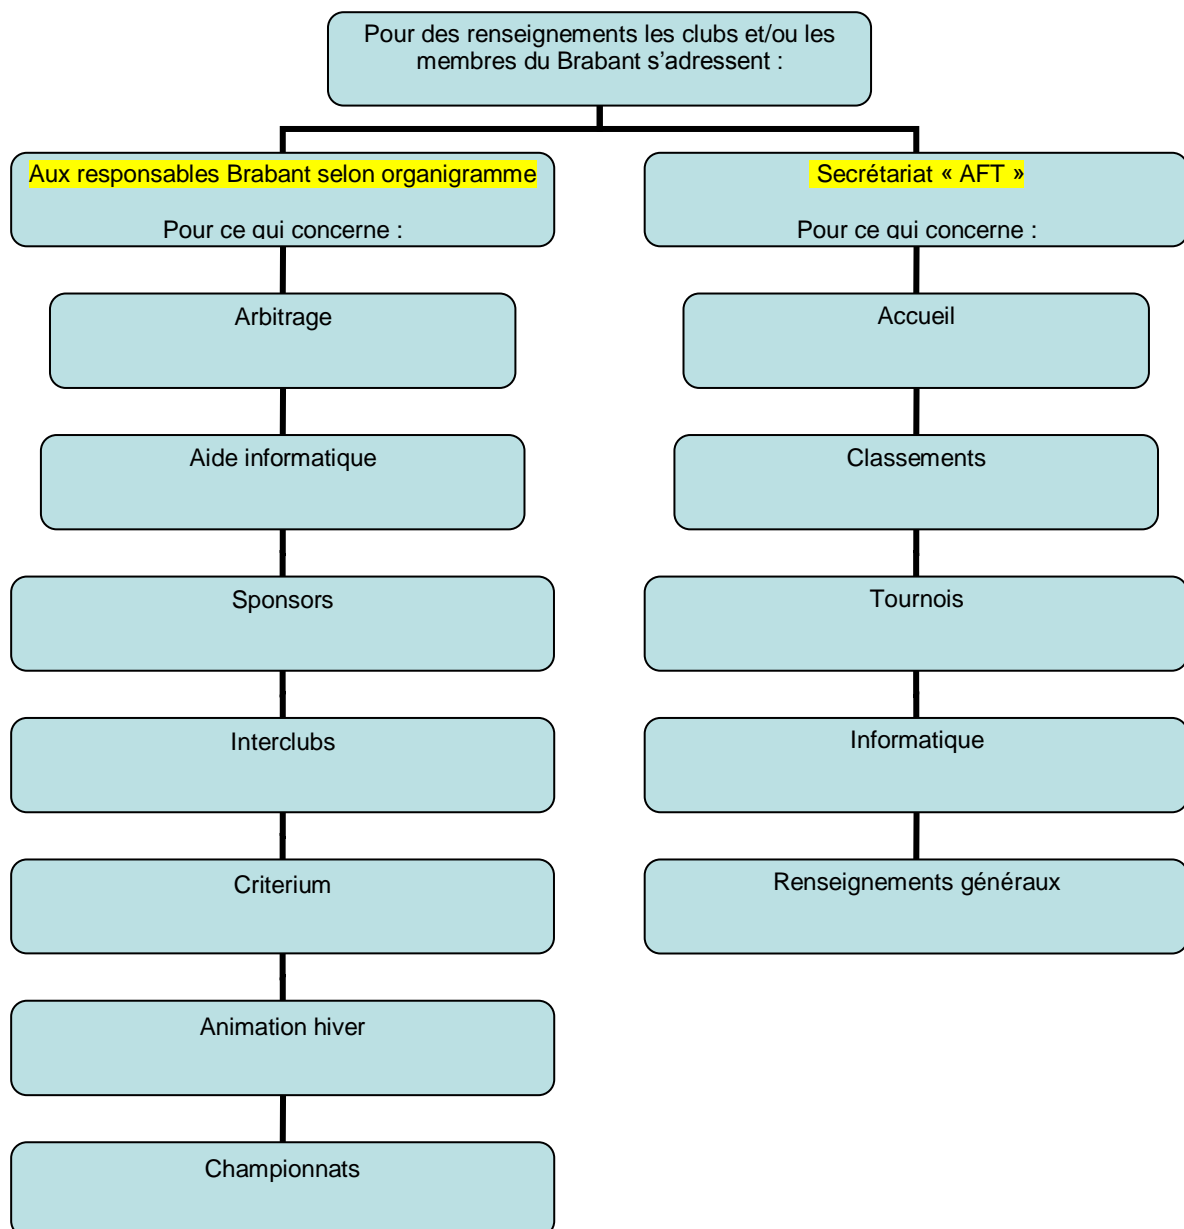 Pour des renseignements les clubs et/ou les
membres du Brabant s’adressent :
Aux responsables Brabant selon organigramme
Pour ce qui concerne :
Arbitrage
Aide informatique
Sponsors
Interclubs
Criterium
Animation hiver
Championnats
Secrétariat « AFT »
Pour ce qui concerne :
Accueil
Classements
Tournois
Informatique
Renseignements généraux